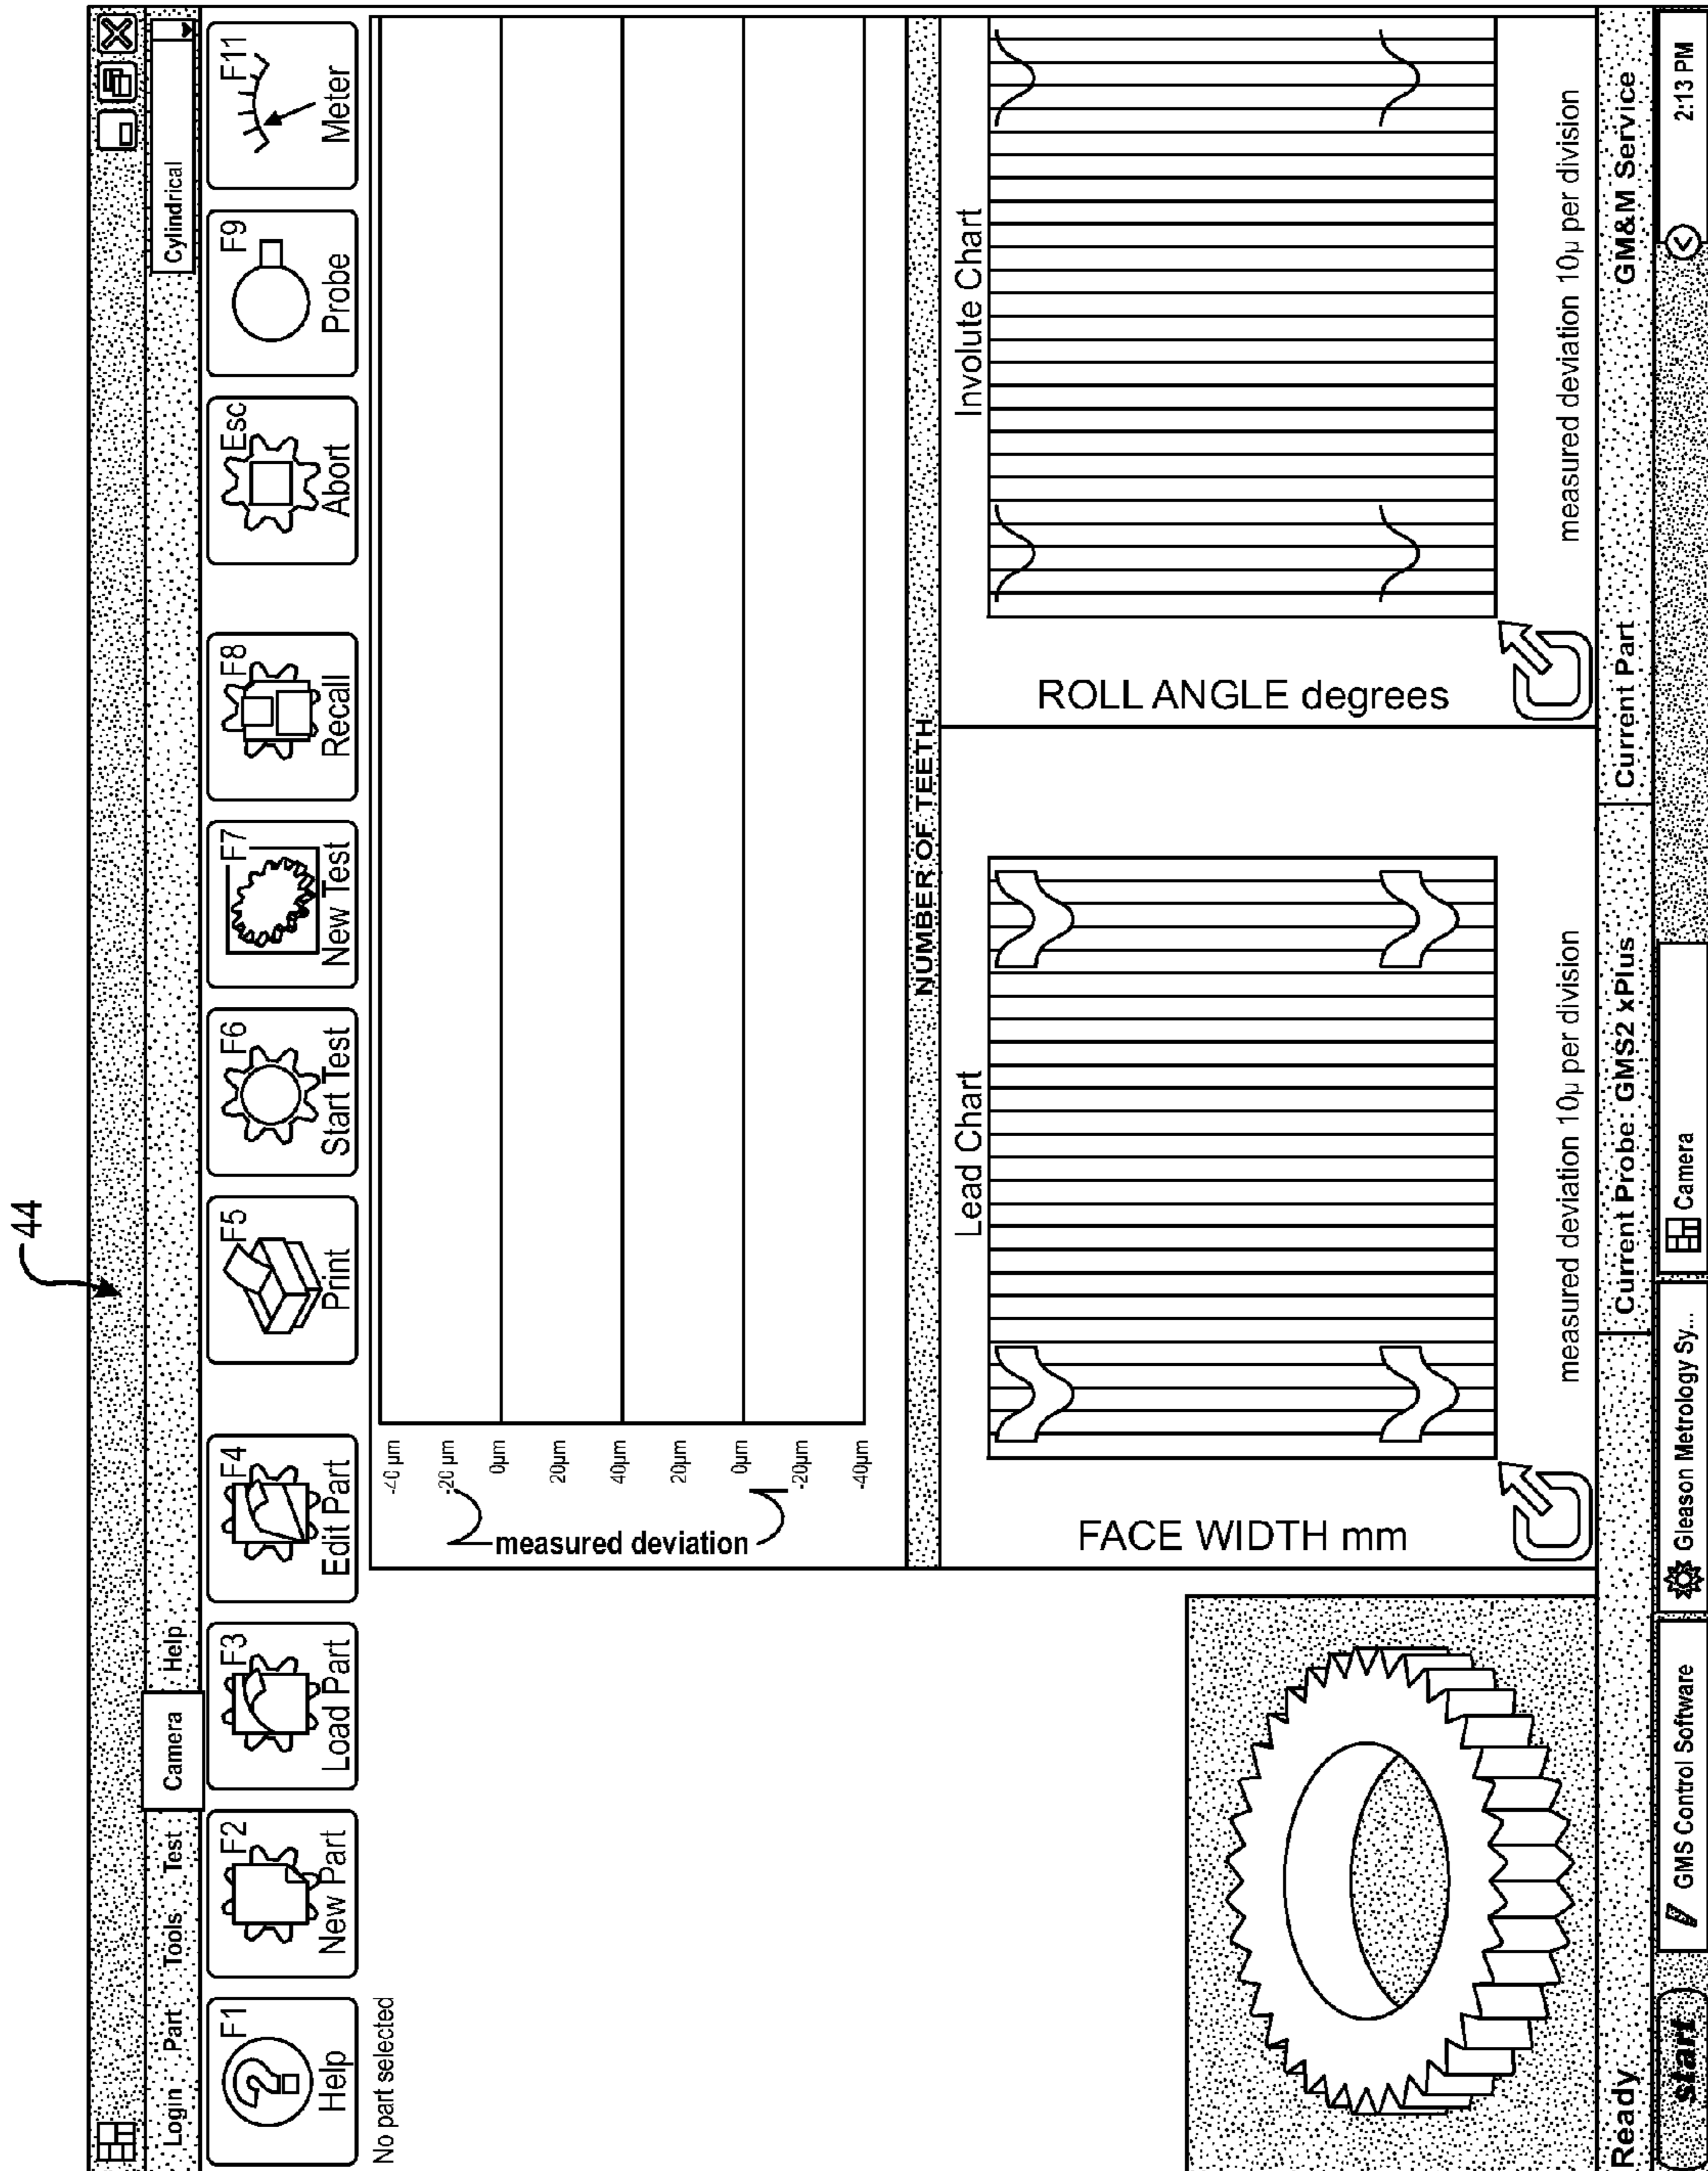 44
Login Part Tools Test Camera Help
Cylindrical
F1 Help
F2 New Part
F3 Load Part
F4 Edit Part
F5 Print
F6 Start Test
F7 New Test
F8 Recall
Esc Abort
F9 Probe
F11 Meter
No part selected
measured deviation
-40µm
-20µm
0µm
20µm
40µm
20µm
0µm
-20µm
-40µm
NUMBER OF TEETH
Lead Chart
FACE WIDTH mm
measured deviation 10µ per division
Involute Chart
ROLL ANGLE degrees
measured deviation 10µ per division
Ready
Current Probe GMS2 xPlus
Current Part
GM&M Service
start
GMS Control Software
Gleason Metrology Sy...
Camera
2:13 PM